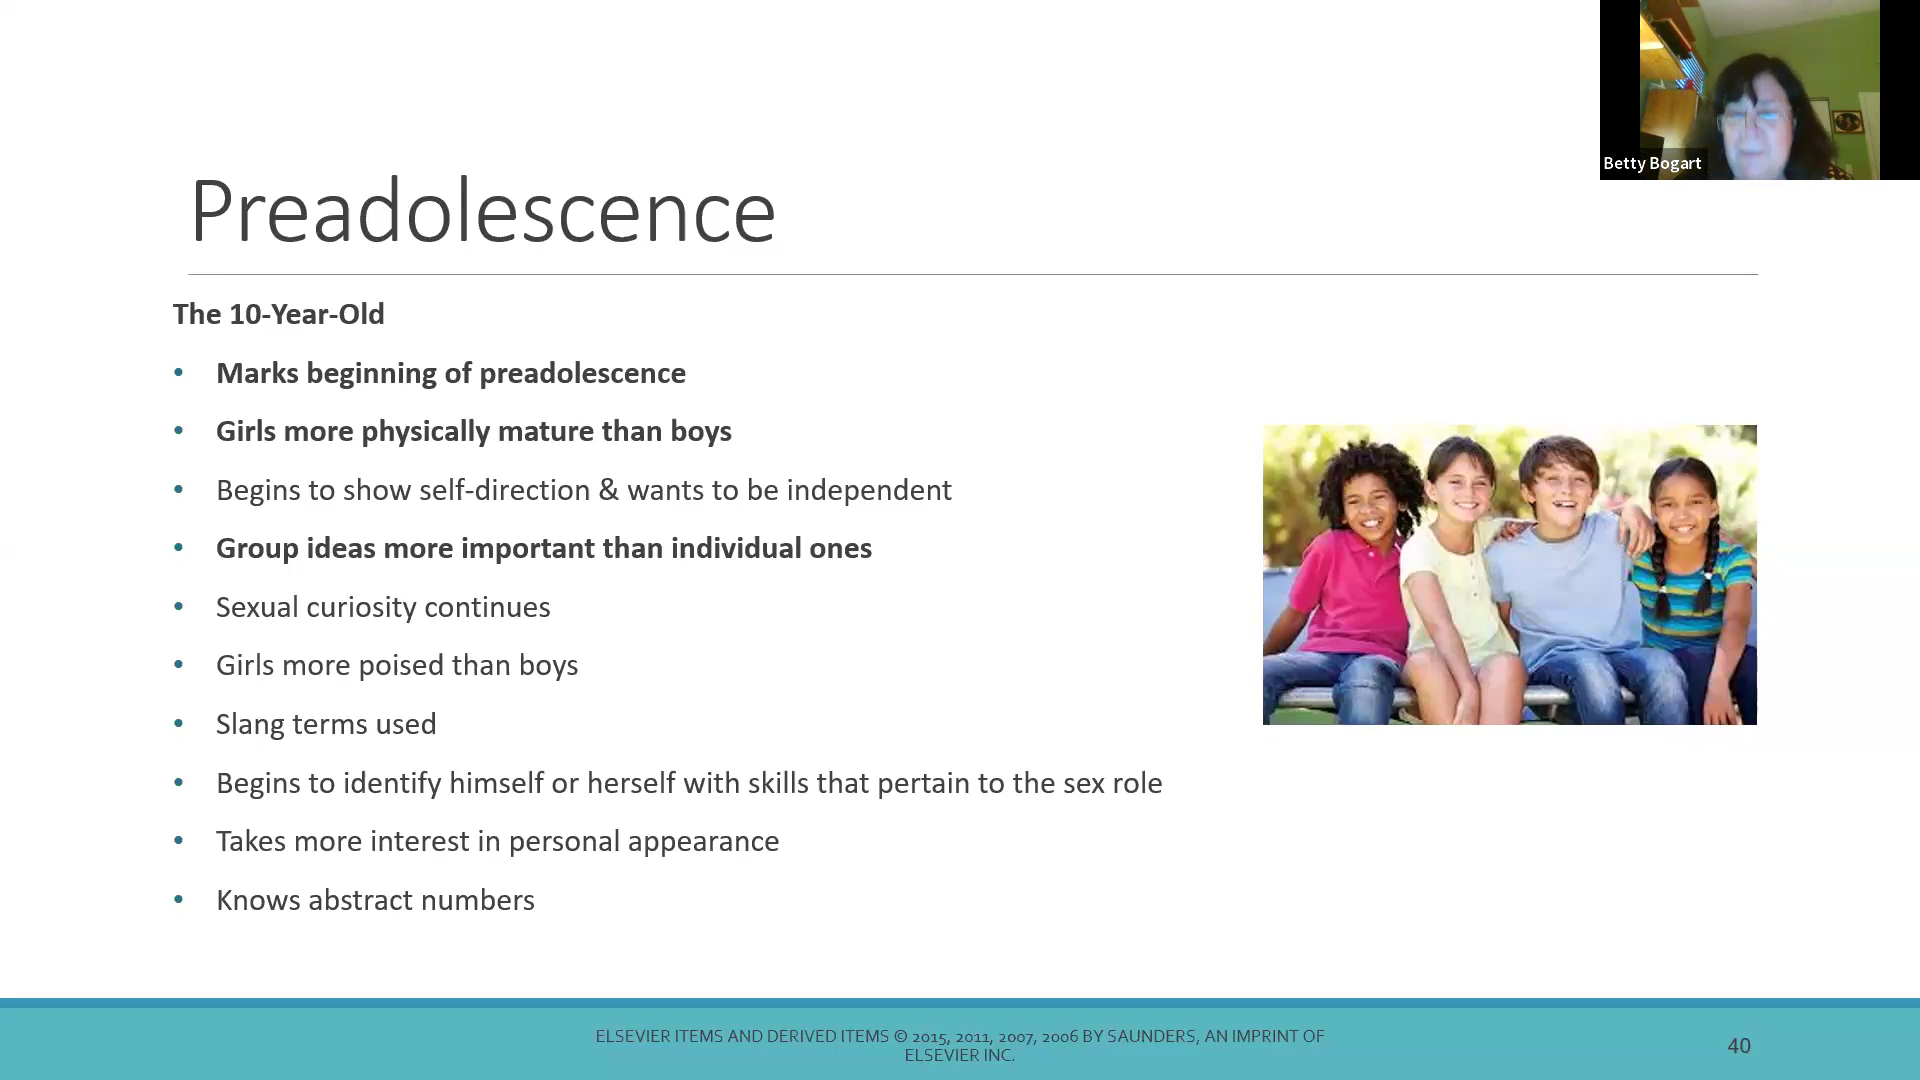 Betty Bogart
Preadolescence
The 10-Year-Old
• Marks beginning of preadolescence
• Girls more physically mature than boys
• Begins to show self-direction & wants to be independent
• Group ideas more important than individual ones
• Sexual curiosity continues
• Girls more poised than boys
• Slang terms used
• Begins to identify himself or herself with skills that pertain to the sex role
• Takes more interest in personal appearance
• Knows abstract numbers
ELSEVIER ITEMS AND DERIVED ITEMS © 2015, 2011, 2007, 2006 BY SAUNDERS, AN IMPRINT OF
ELSEVIER INC.
40